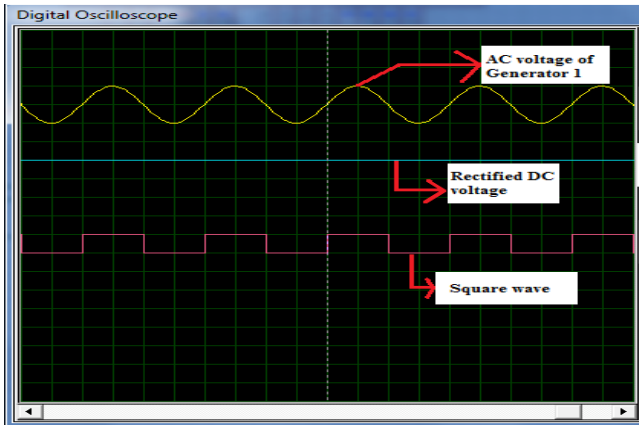 Digital Oscilloscope
AC voltage of
Generator 1
Rectified DC
voltage
Square wave